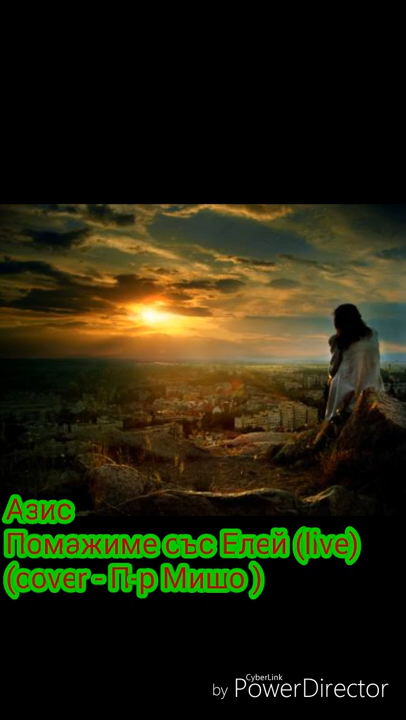 Азис
Помажиме със Елей (live)
(cover - П-р Мишо )
CyberLink
by PowerDirector